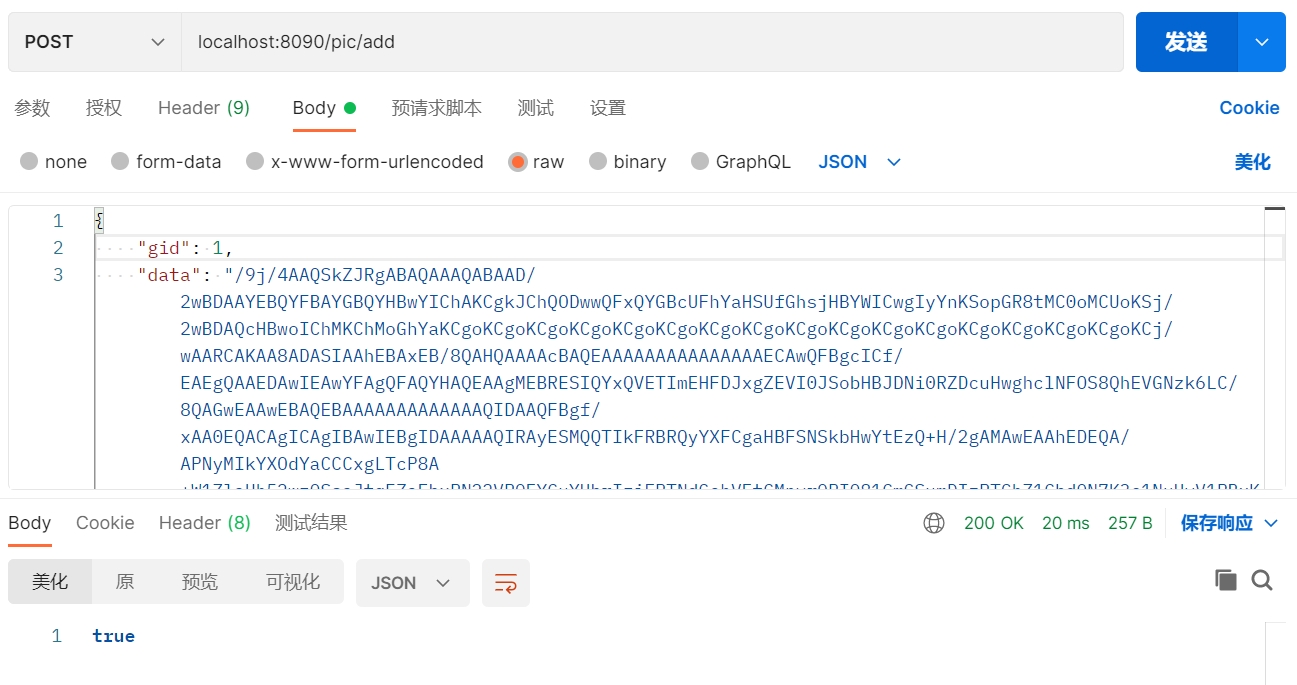 POST localhost:8090/pic/add 发送
参数 授权 Header (9) Body 预请求脚本 测试 设置 Cookie
none form-data x-www-form-urlencoded raw binary GraphQL JSON 美化
1 {
2 "gid": 1,
3 "data": "/9j/4AAQSkZJRgABAQAAAQABAAD/
2wBDAAYEBQYFBAYGBQYHBwYIChAKCgkJChQODwwQFxQYGBcUFhYaHSUfGhsjHBYWICwgIyYnKSopGR8tMC0oMCUoKSj/
2wBDAQcHBwoIChMKChMoGhYaKCgoKCgoKCgoKCgoKCgoKCgoKCgoKCgoKCgoKCgoKCgoKCgoKCgoKCgoKCgoKCgoKCj/
wAARCAKAA8ADASIAAhEBAxEB/8QAHQAAAAcBAQEAAAAAAAAAAAAAAAECAwQFBgcICf/
EAEgQAAEDAwIEAwYFAgQFAQYHAQEAAgMEBRESIQYxQVETImEHFDJxgZEVI0JSobHBJDNi0RZDcuHwghclNFOS8QhEVGNzk6LC/
8QAGwEAAwEBAQEBAAAAAAAAAAAAAQIDAAQFBgf/
xAA0EQACAgICAgIBAwIEBgIDAAAAAQIRAyESMQQTIkFRBRQyYXFCgaHBFSNSkbHwYtEzQ+H/2gAMAwEAAhEDEQA/
APNyMIkYXOdYaCCCxgLTcP8A
Body Cookie Header (8) 测试结果 200 OK 20 ms 257 B 保存响应
美化 原 预览 可视化 JSON
1 true